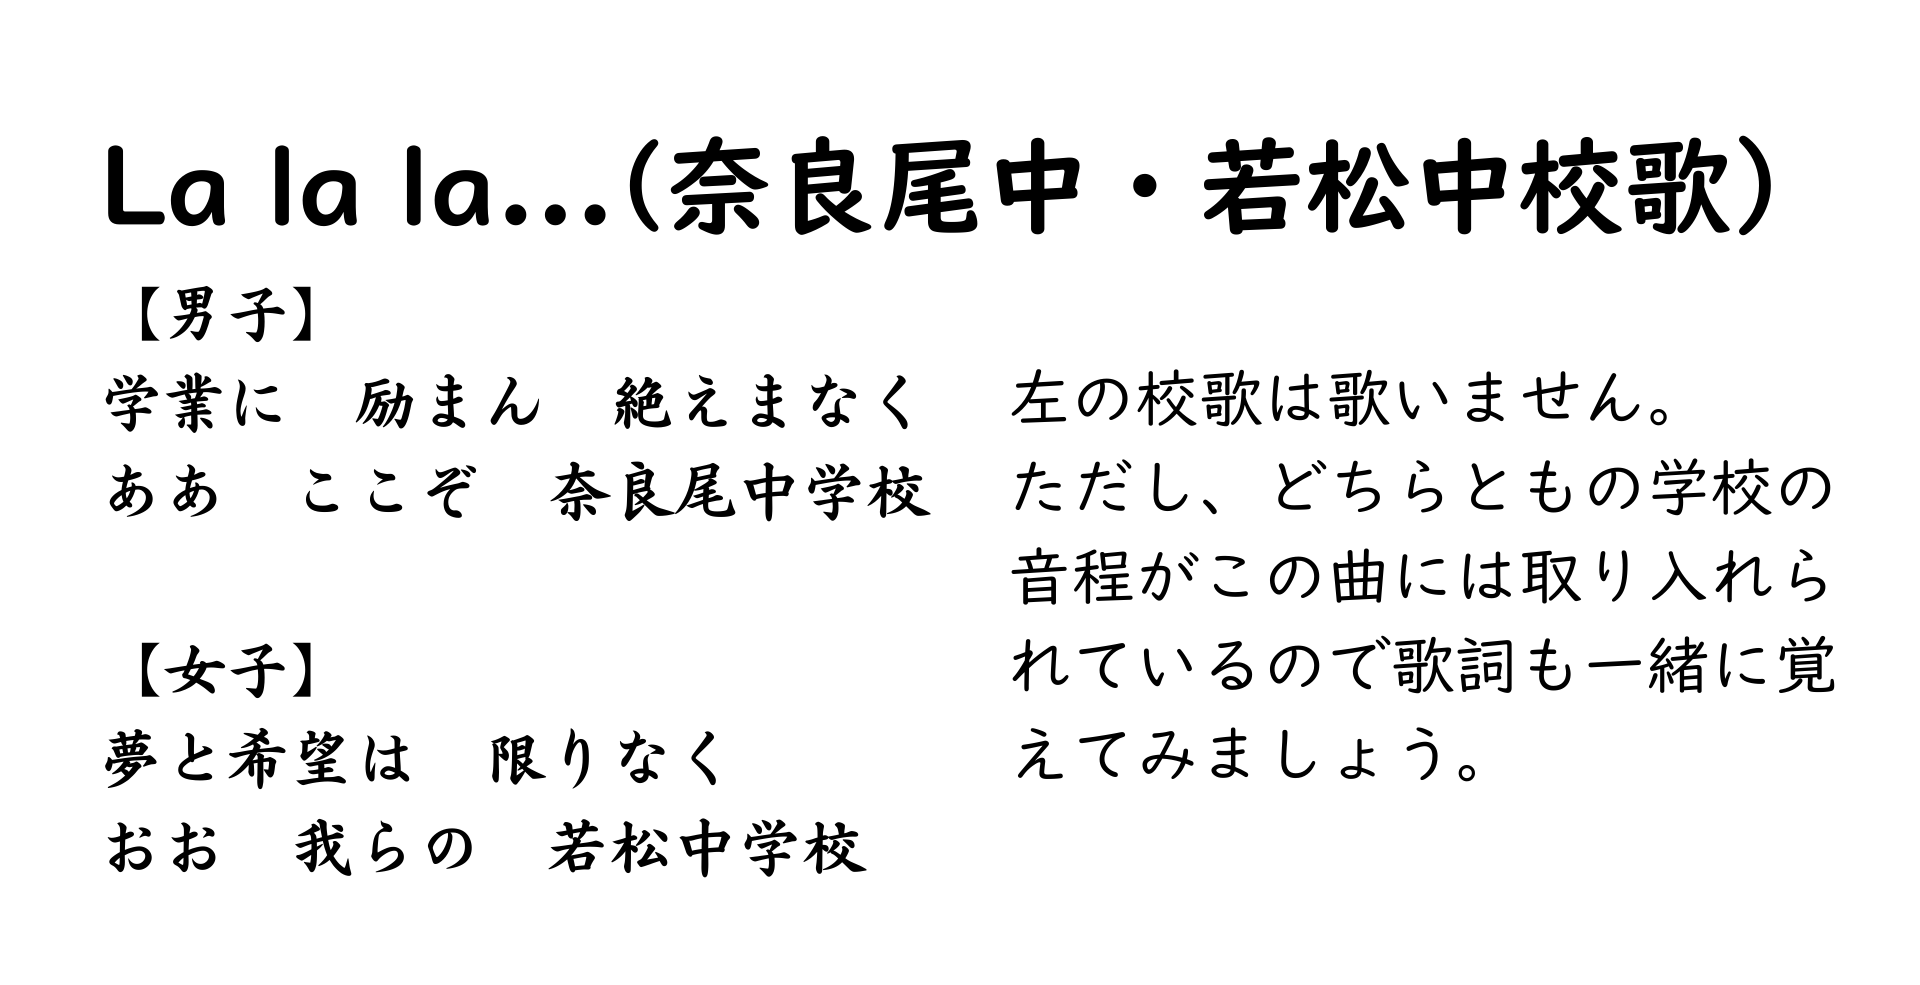 La la la...(奈良尾中・若松中校歌)
【男子】
学業に　励まん　絶えまなく
ああ　ここぞ　奈良尾中学校
【女子】
夢と希望は　限りなく
おお　我らの　若松中学校
左の校歌は歌いません。
ただし、どちらともの学校の
音程がこの曲には取り入れら
れているので歌詞も一緒に覚
えてみましょう。